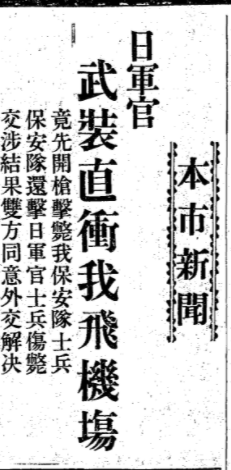 本市新聞
日軍官
武裝直衝我飛機塲
竟先開槍擊斃我保安隊士兵
保安隊還擊日軍官士兵傷斃
交涉結果雙方同意外交解決